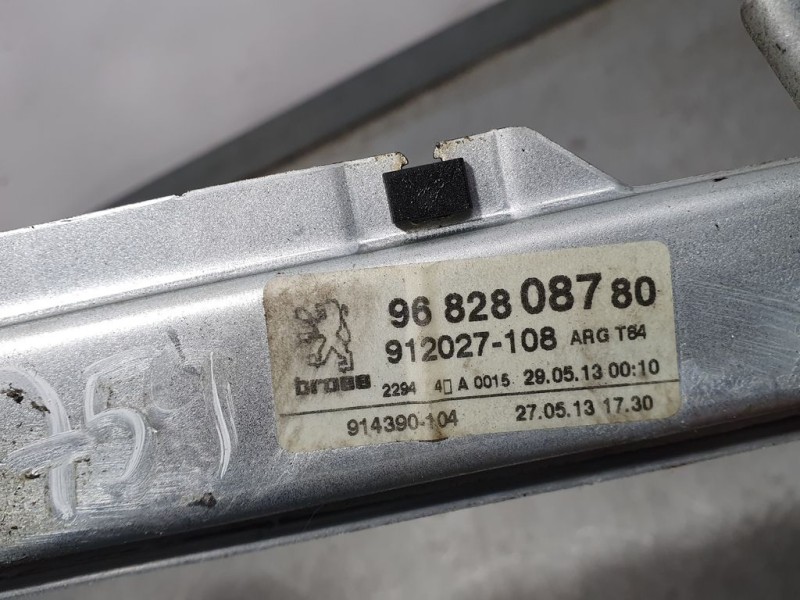 96 828 087 80
912027-108 ARG T64
brose
2294 4□ A 0015 29.05.13 00:10
914390-104 27.05.13 17.30